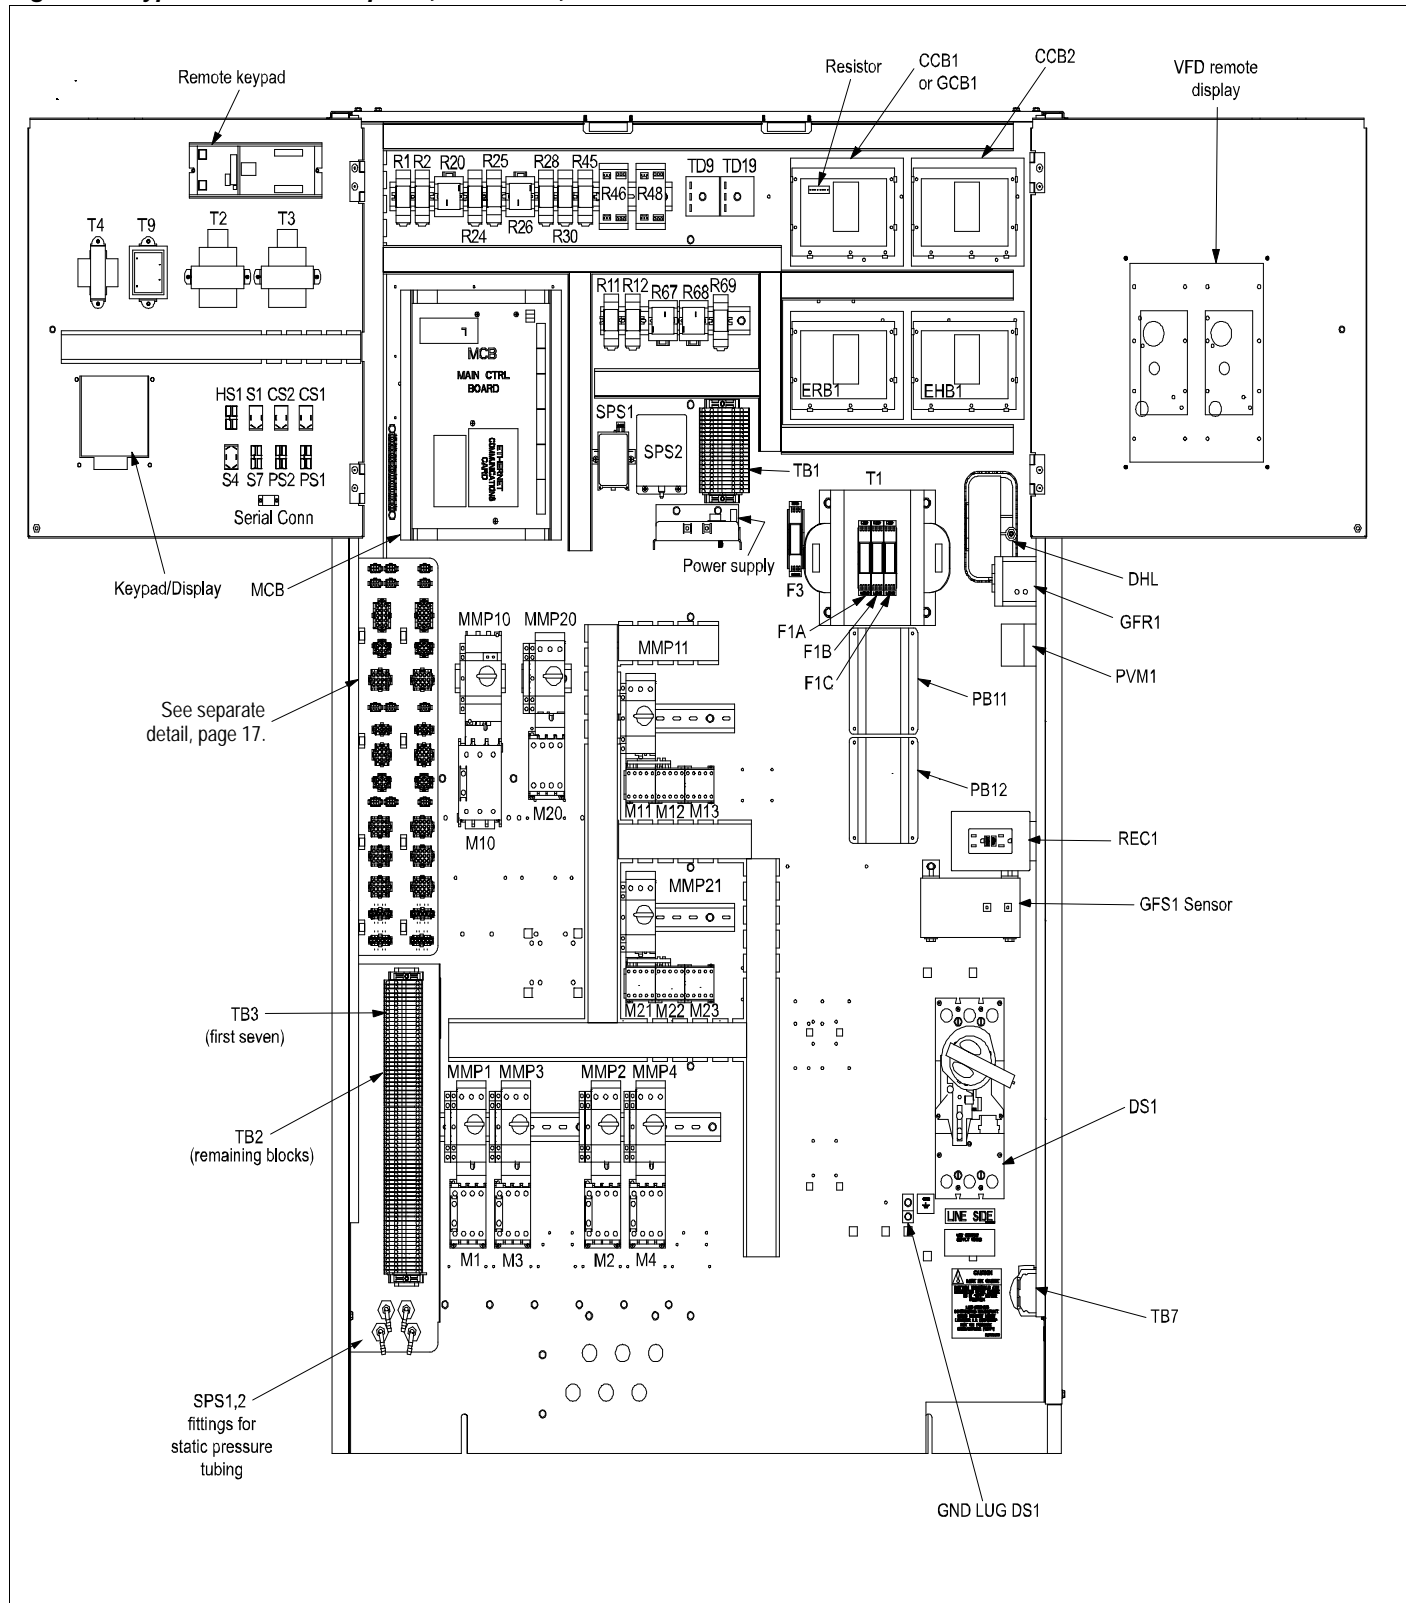 Remote keypad
Resistor
CCB1
or GCB1
CCB2
VFD remote
display
R1 R2 R20 R25 R28 R45
R46 R48
R24 R26 R30
TD9 TD19
T4 T9 T2 T3
R11 R12 R67 R68 R69
MCB
MAIN CTRL
BOARD
ETHERNET
COMMUNICATIONS
CARD
ERB1
EHB1
HS1 S1 CS2 CS1
S4 S7 PS2 PS1
Serial Conn
SPS1
SPS2
TB1
T1
Power supply
F3
Keypad/Display
MCB
DHL
GFR1
PVM1
F1A
F1B
F1C
MMP10 MMP20
MMP11
See separate
detail, page 17.
PB11
PB12
M10
M20
M11 M12 M13
REC1
MMP21
GFS1 Sensor
M21 M22 M23
TB3
(first seven)
TB2
(remaining blocks)
MMP1 MMP3 MMP2 MMP4
M1 M3 M2 M4
DS1
LINE SIDE
CAUTION
TB7
SPS1,2
fittings for
static pressure
tubing
GND LUG DS1